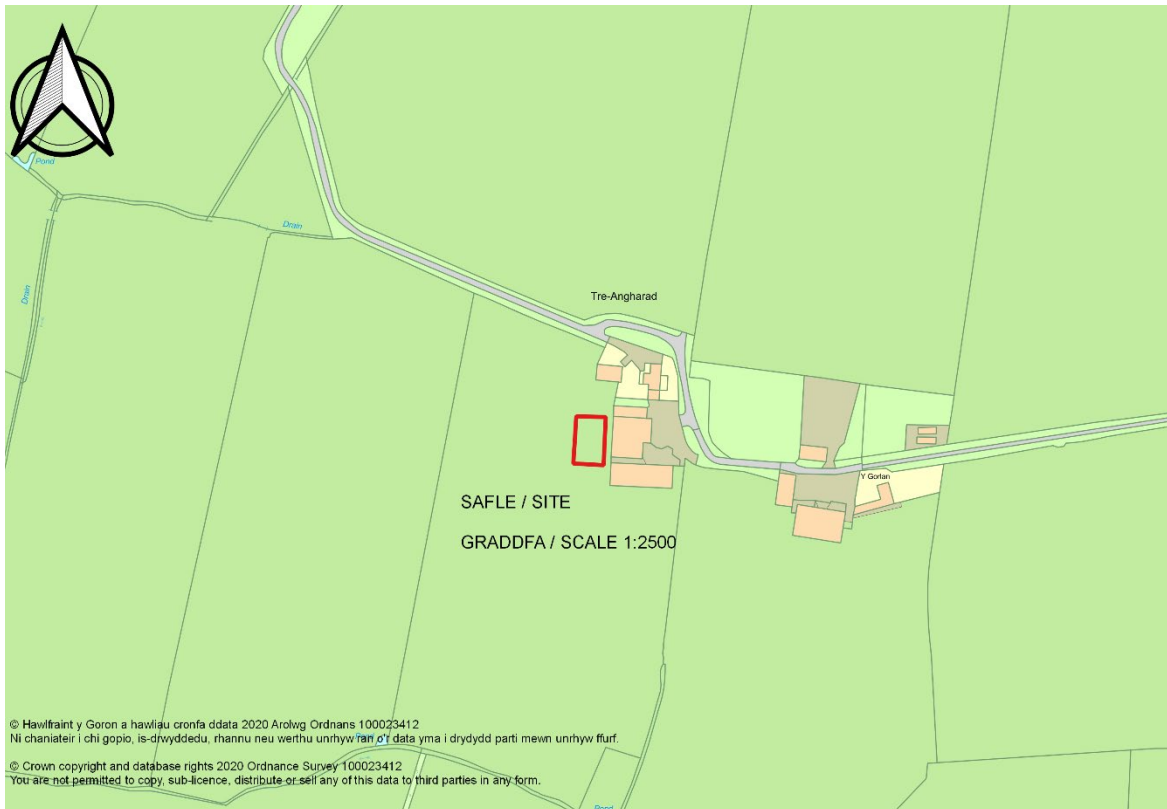 Pond
Drain
Drain
Tre-Angharad
Y Gorlan
SAFLE / SITE
GRADDFA / SCALE 1:2500
© Hawlfraint y Goron a hawliau cronfa ddata 2020 Arolwg Ordnans 100023412
Ni chaniateir i chi gopio, is-drwyddedu, rhannu neu werthu unrhyw ran o'r data yma i drydydd parti mewn unrhyw ffurf.
Pond
© Crown copyright and database rights 2020 Ordnance Survey 100023412
You are not permitted to copy, sub-licence, distribute or sell any of this data to third parties in any form.
Pond